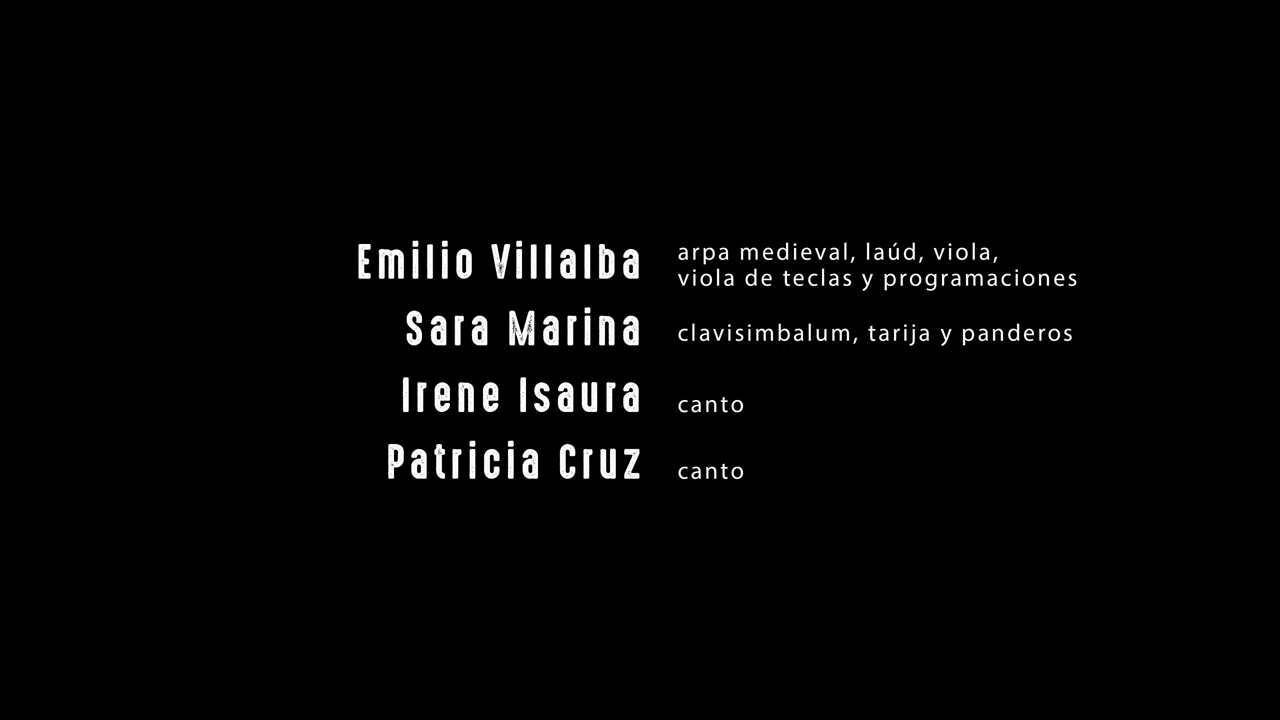 Emilio Villalba arpa medieval, laúd, viola,
viola de teclas y programaciones
Sara Marina clavisimbalum, tarija y panderos
Irene Isaura canto
Patricia Cruz canto